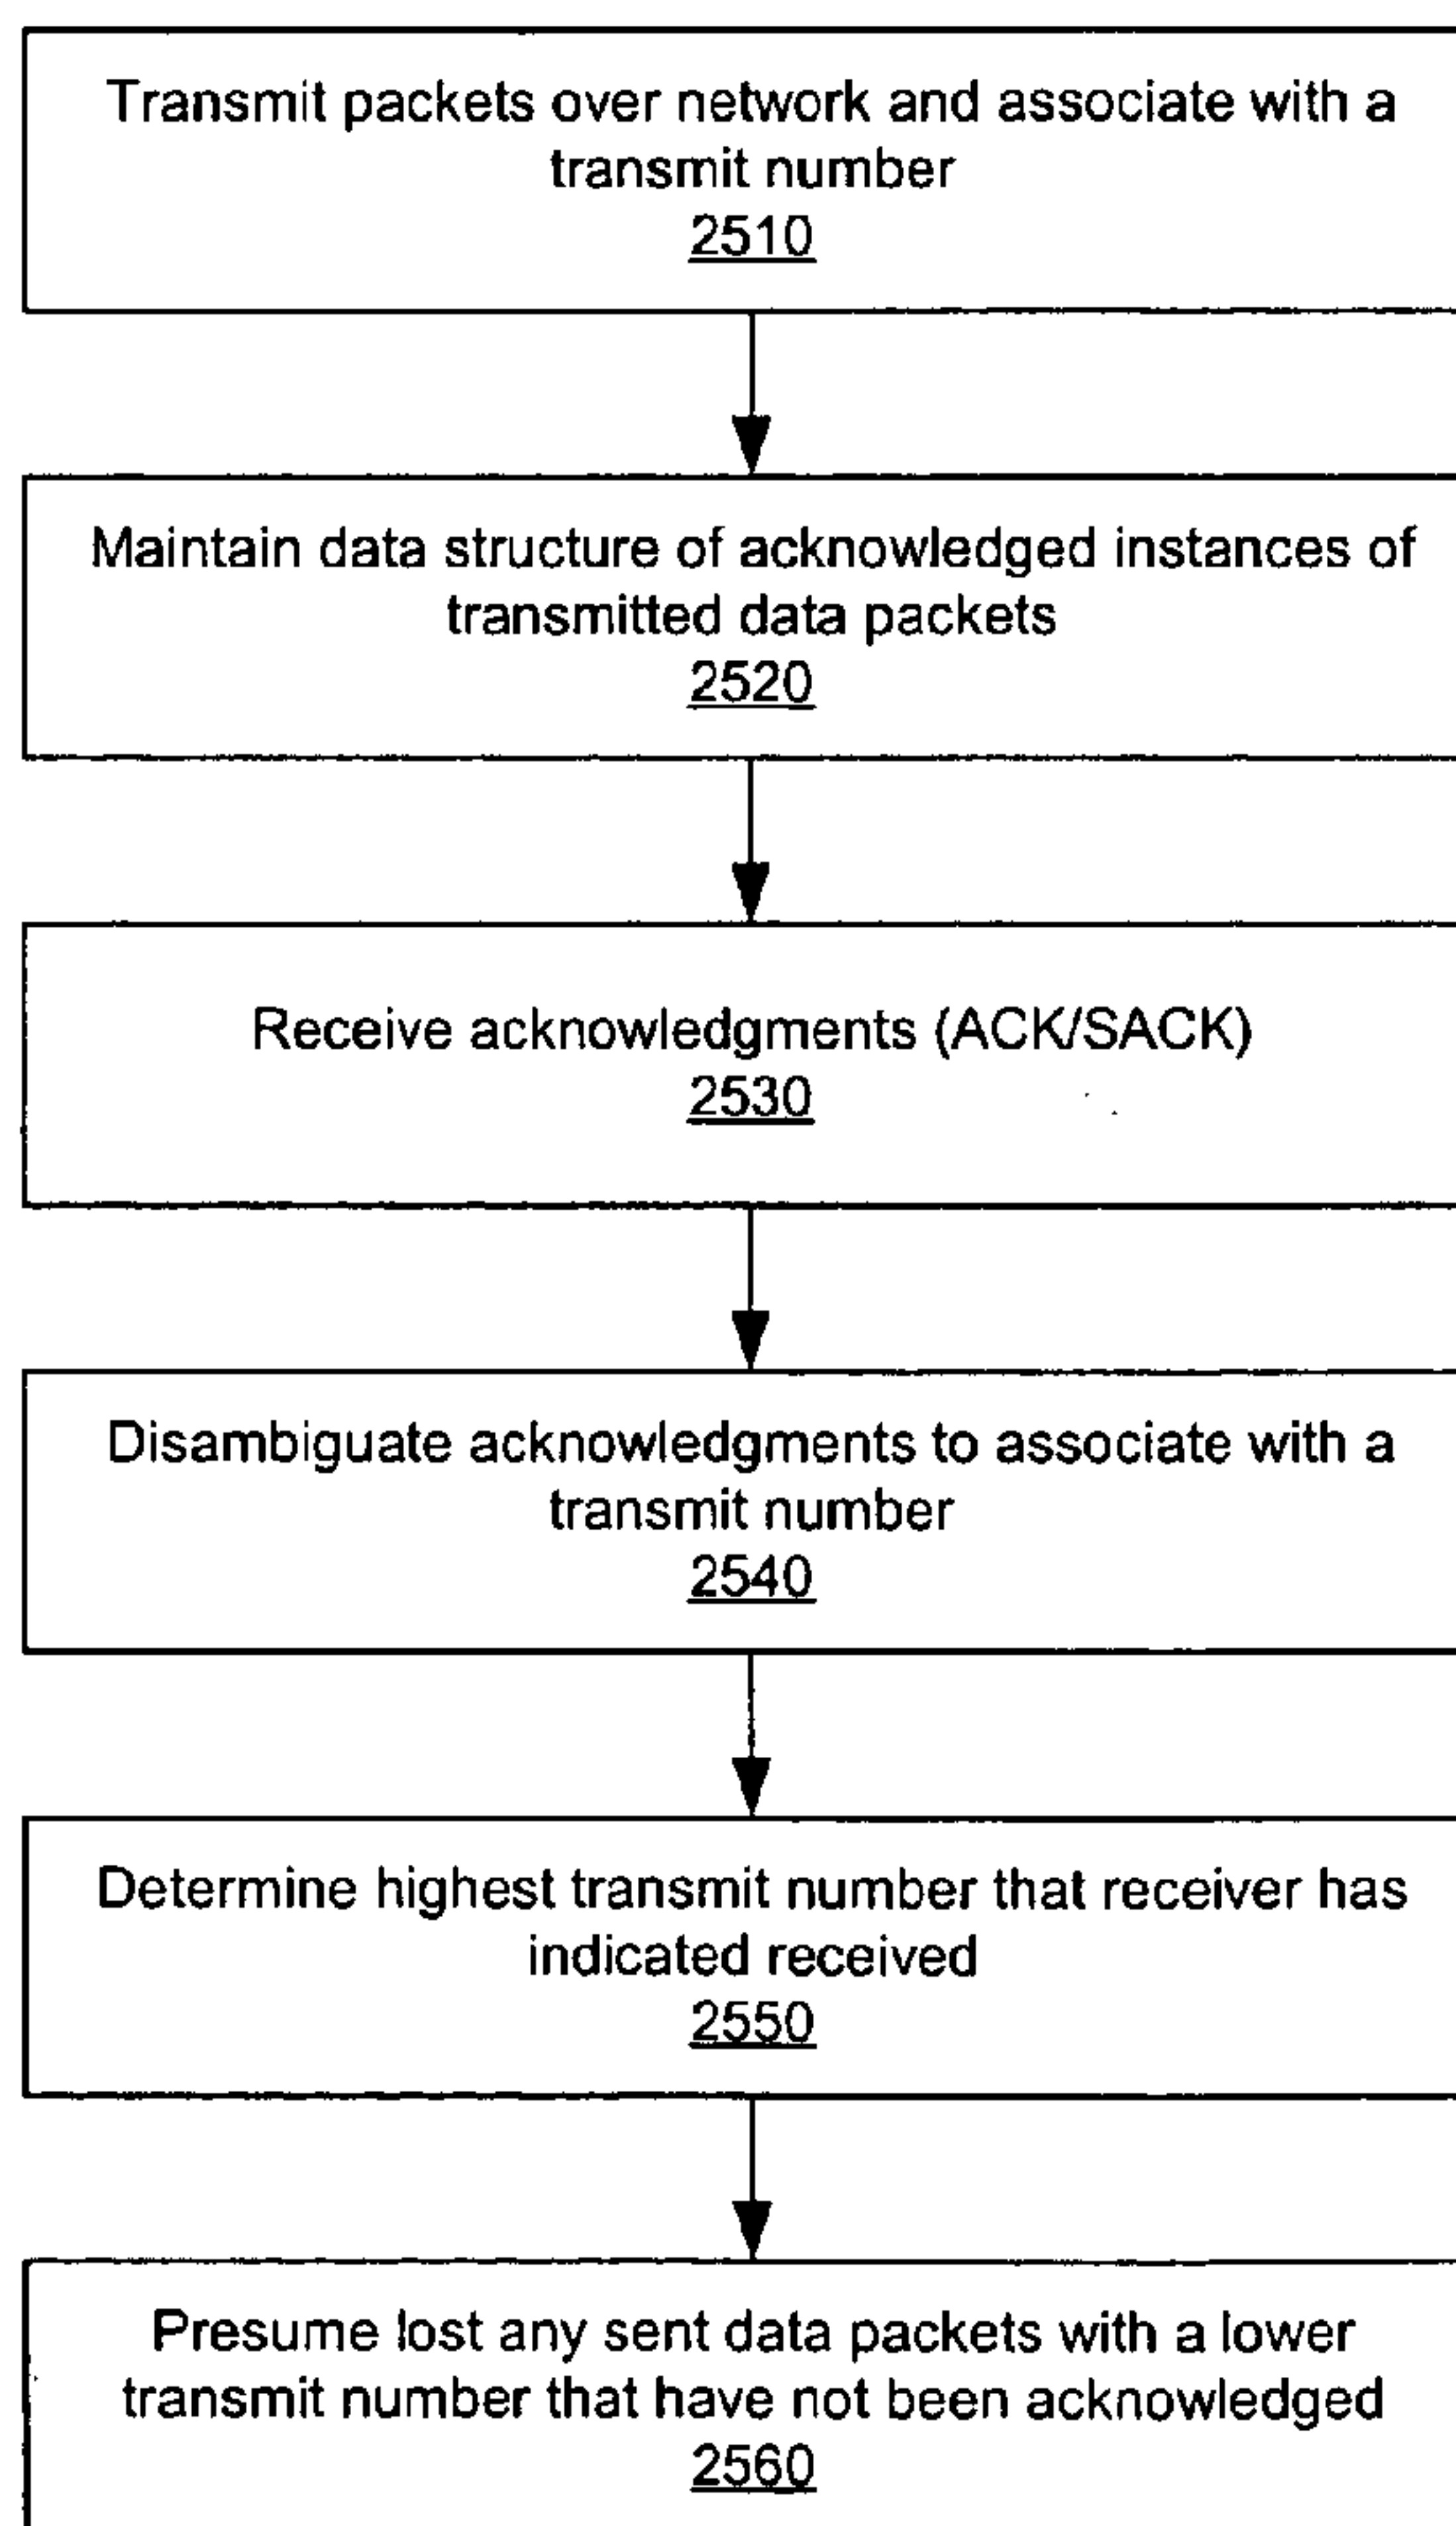 Transmit packets over network and associate with a
transmit number
2510
Maintain data structure of acknowledged instances of
transmitted data packets
2520
Receive acknowledgments (ACK/SACK)
2530
Disambiguate acknowledgments to associate with a
transmit number
2540
Determine highest transmit number that receiver has
indicated received
2550
Presume lost any sent data packets with a lower
transmit number that have not been acknowledged
2560